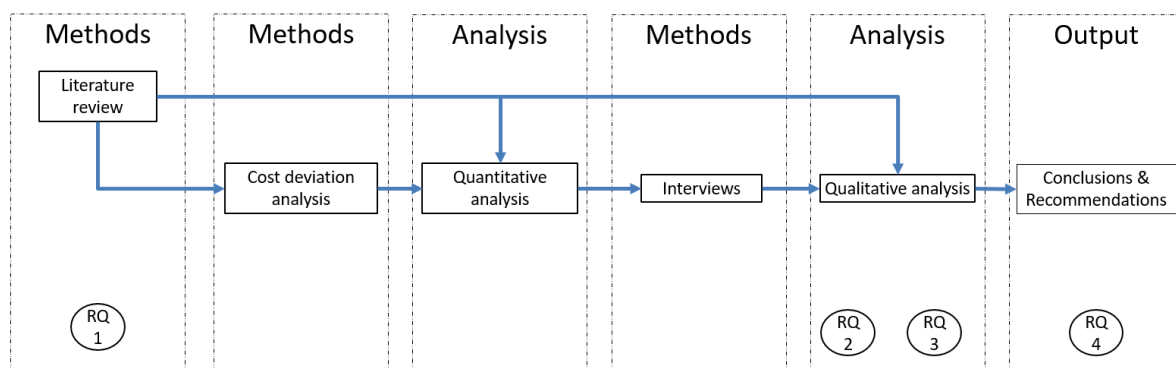 Methods
Methods
Analysis
Methods
Analysis
Output
Literature
review
Cost deviation
analysis
Quantitative
analysis
Interviews
Qualitative analysis
Conclusions &
Recommendations
RQ
1
RQ
2
RQ
3
RQ
4